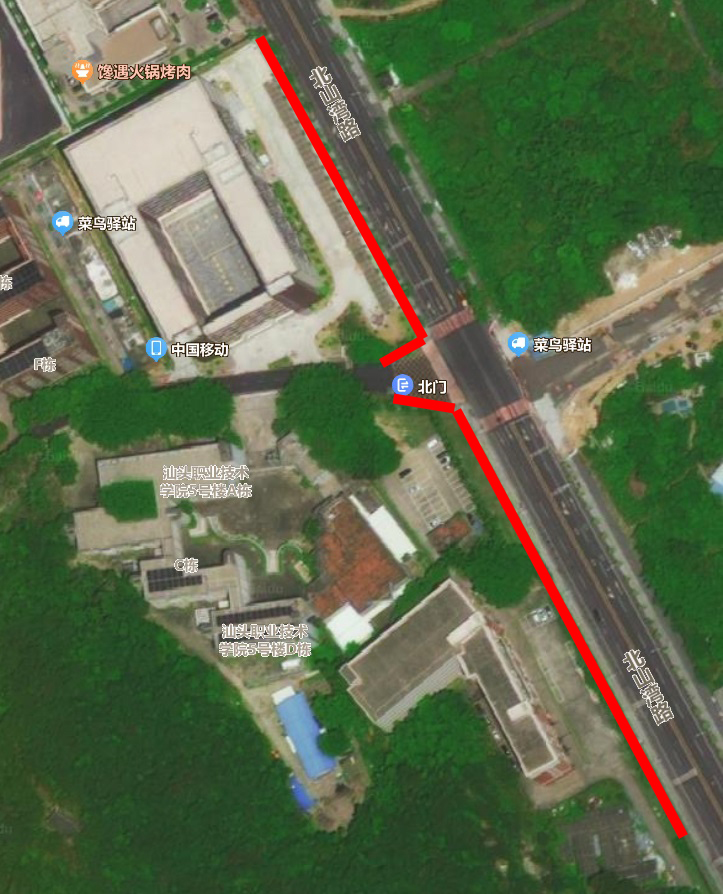 馋遇火锅烤肉
北山湾路
菜鸟驿站
栋
中国移动
菜鸟驿站
F栋
北门
汕头职业技术
学院5号楼A栋
C栋
汕头职业技术
学院5号楼D栋
北山湾路